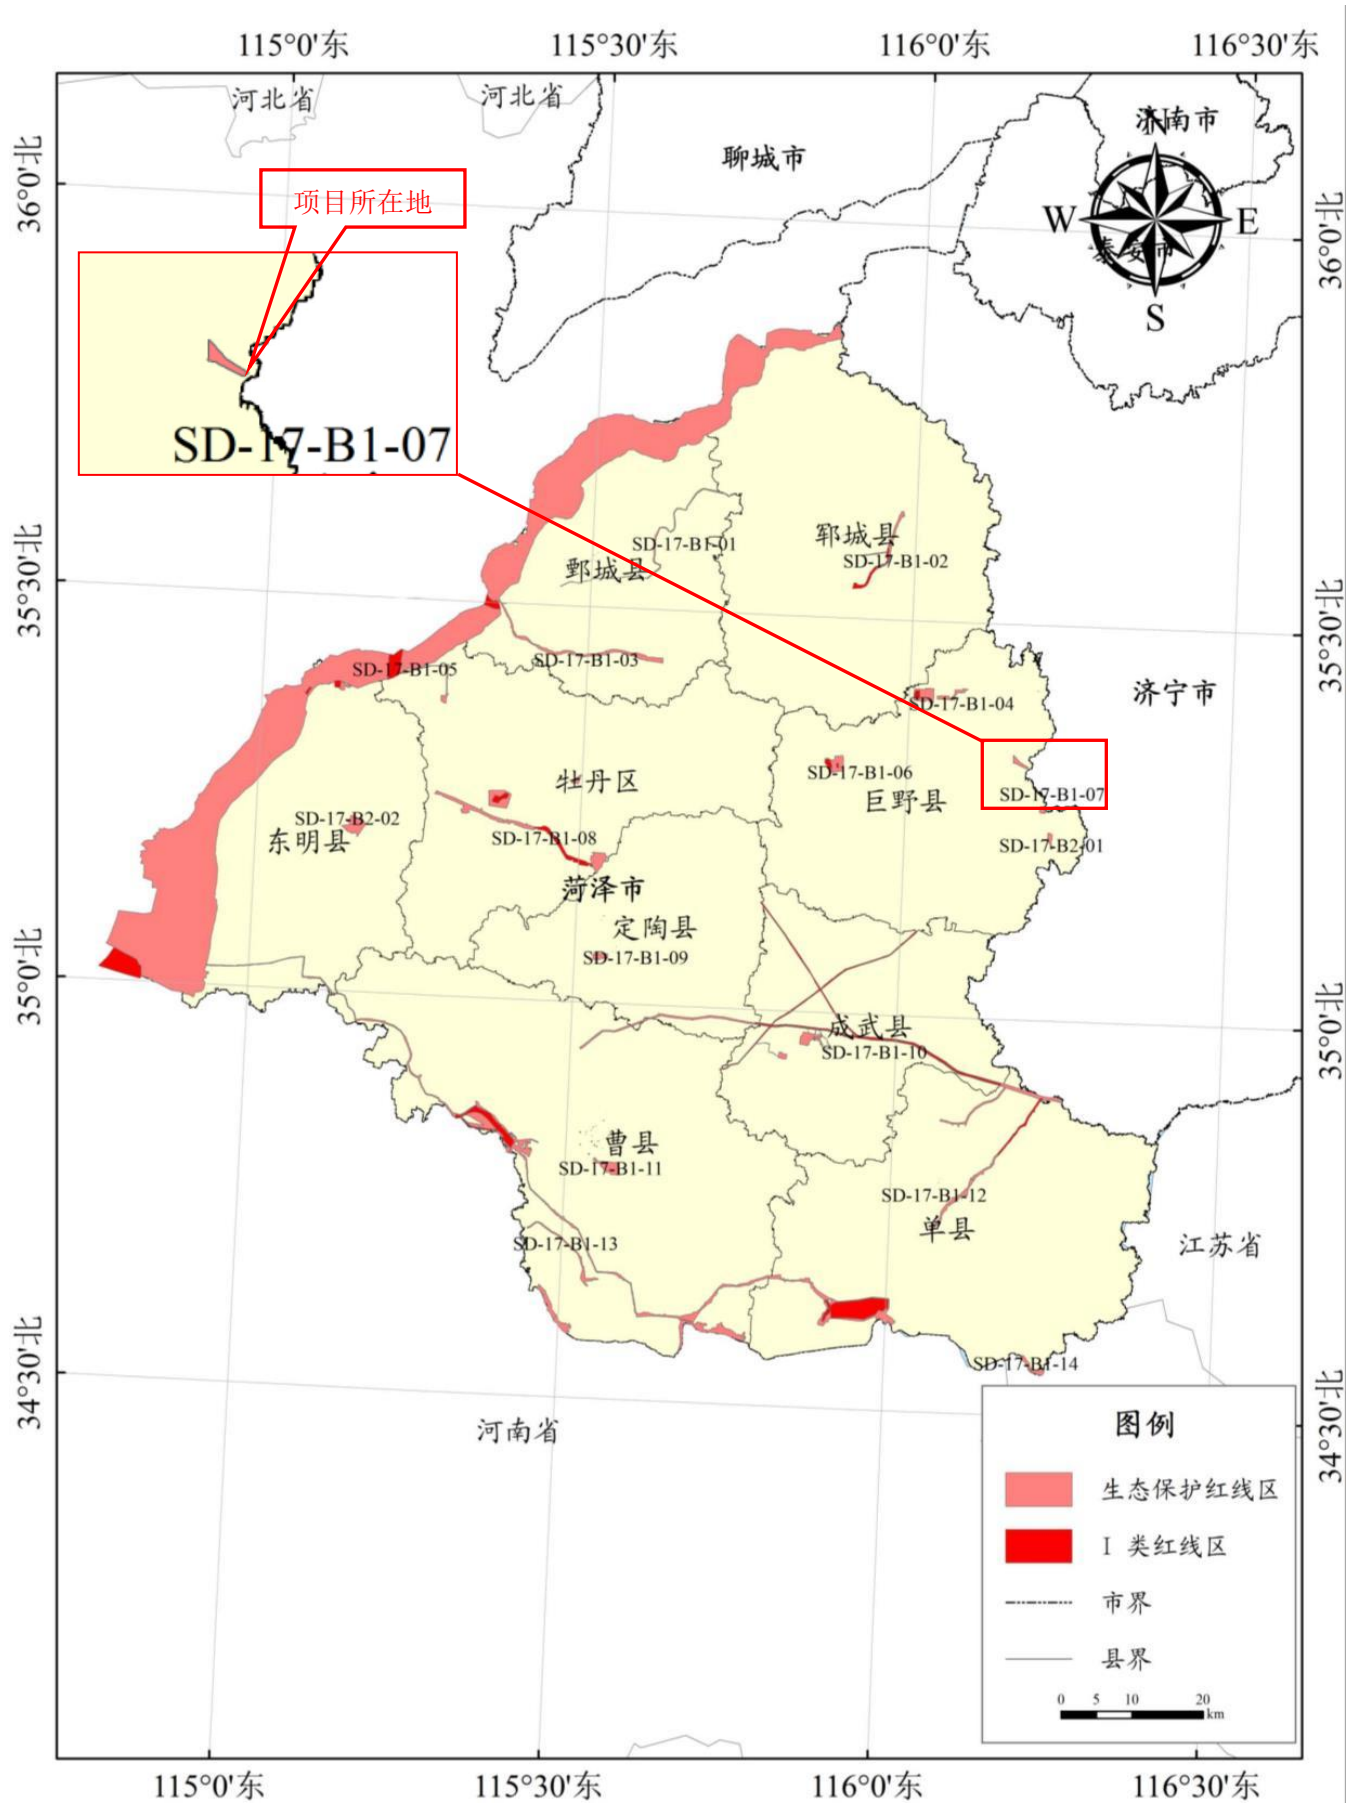 115°0'东 115°30'东 116°0'东 116°30'东
河北省 河北省
济南市
N
聊城市
36°0'北
36°0'北
项目所在地
W E
泰安市
S
SD-17-B1-07
郓城县
SD-17-B1-01
SD-17-B1-02
鄄城县
35°30'北
35°30'北
SD-17-B1-03
SD-17-B1-05
济宁市
SD-17-B1-04
SD-17-B1-06
牡丹区
巨野县
SD-17-B1-07
SD-17-B2-02
东明县
SD-17-B1-08
SD-17-B2-01
菏泽市
定陶县
SD-17-B1-09
35°0'北
35°0'北
成武县
SD-17-B1-10
曹县
SD-17-B1-11
SD-17-B1-12
单县
SD-17-B1-13
江苏省
34°30'北
34°30'北
SD-17-B1-14
河南省
图例
生态保护红线区
I 类红线区
市界
县界
0 5 10 20
km
115°0'东 115°30'东 116°0'东 116°30'东